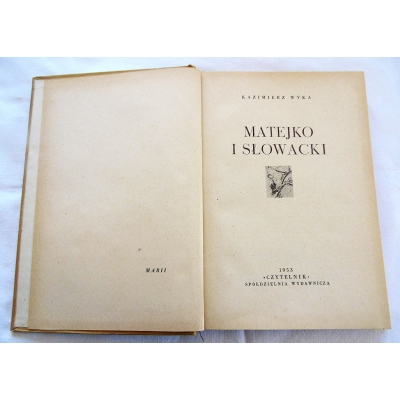 MARII
KAZIMIERZ WYKA
MATEJKO
I SŁOWACKI
1953
«CZYTELNIK»
SPÓŁDZIELNIA WYDAWNICZA